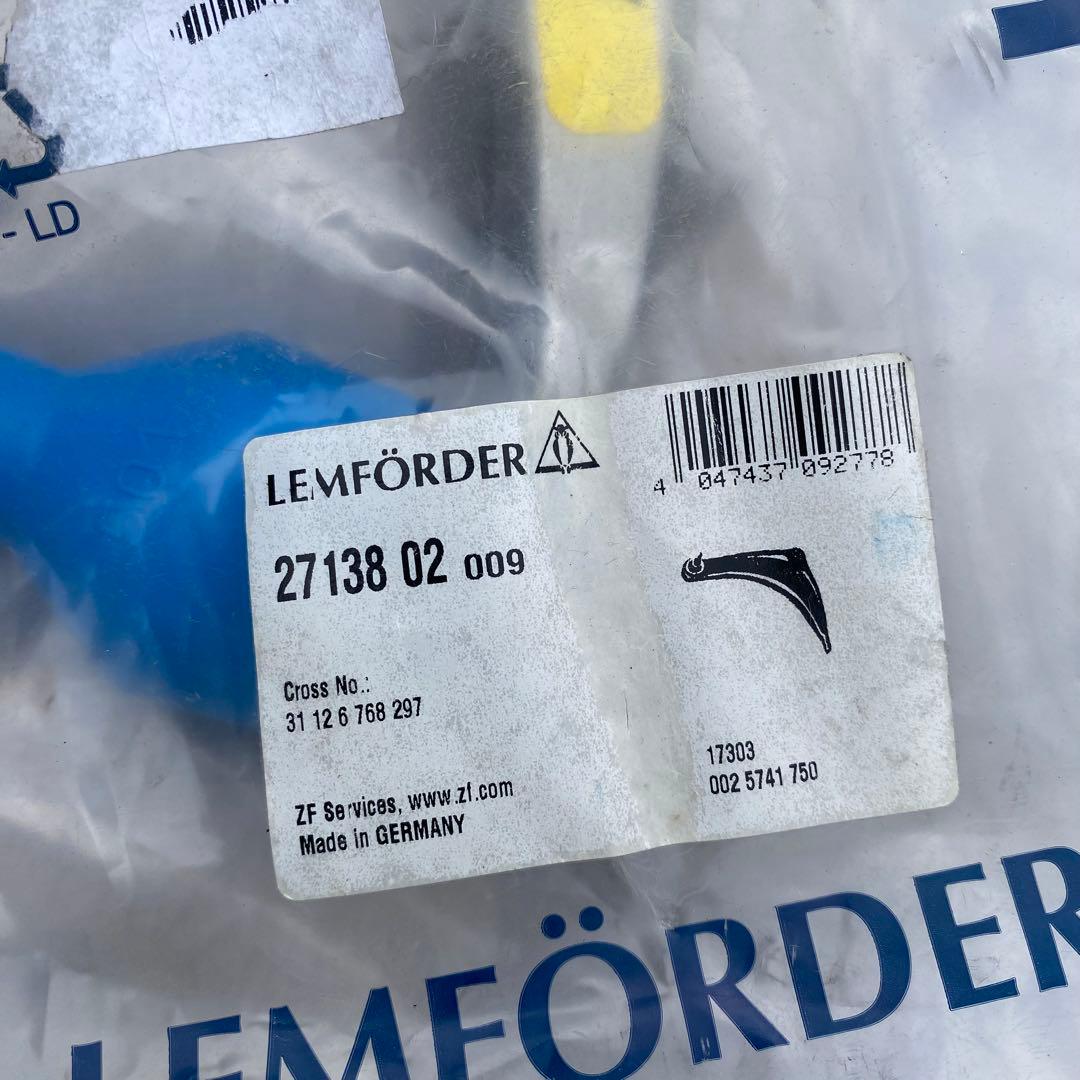 - LD
LEMFÖRDER
4 047437 092778
27138 02 009
Cross No.:
31 12 6 768 297
17303
002 5741 750
ZF Services, www.zf.com
Made in GERMANY
LEMFÖRDER